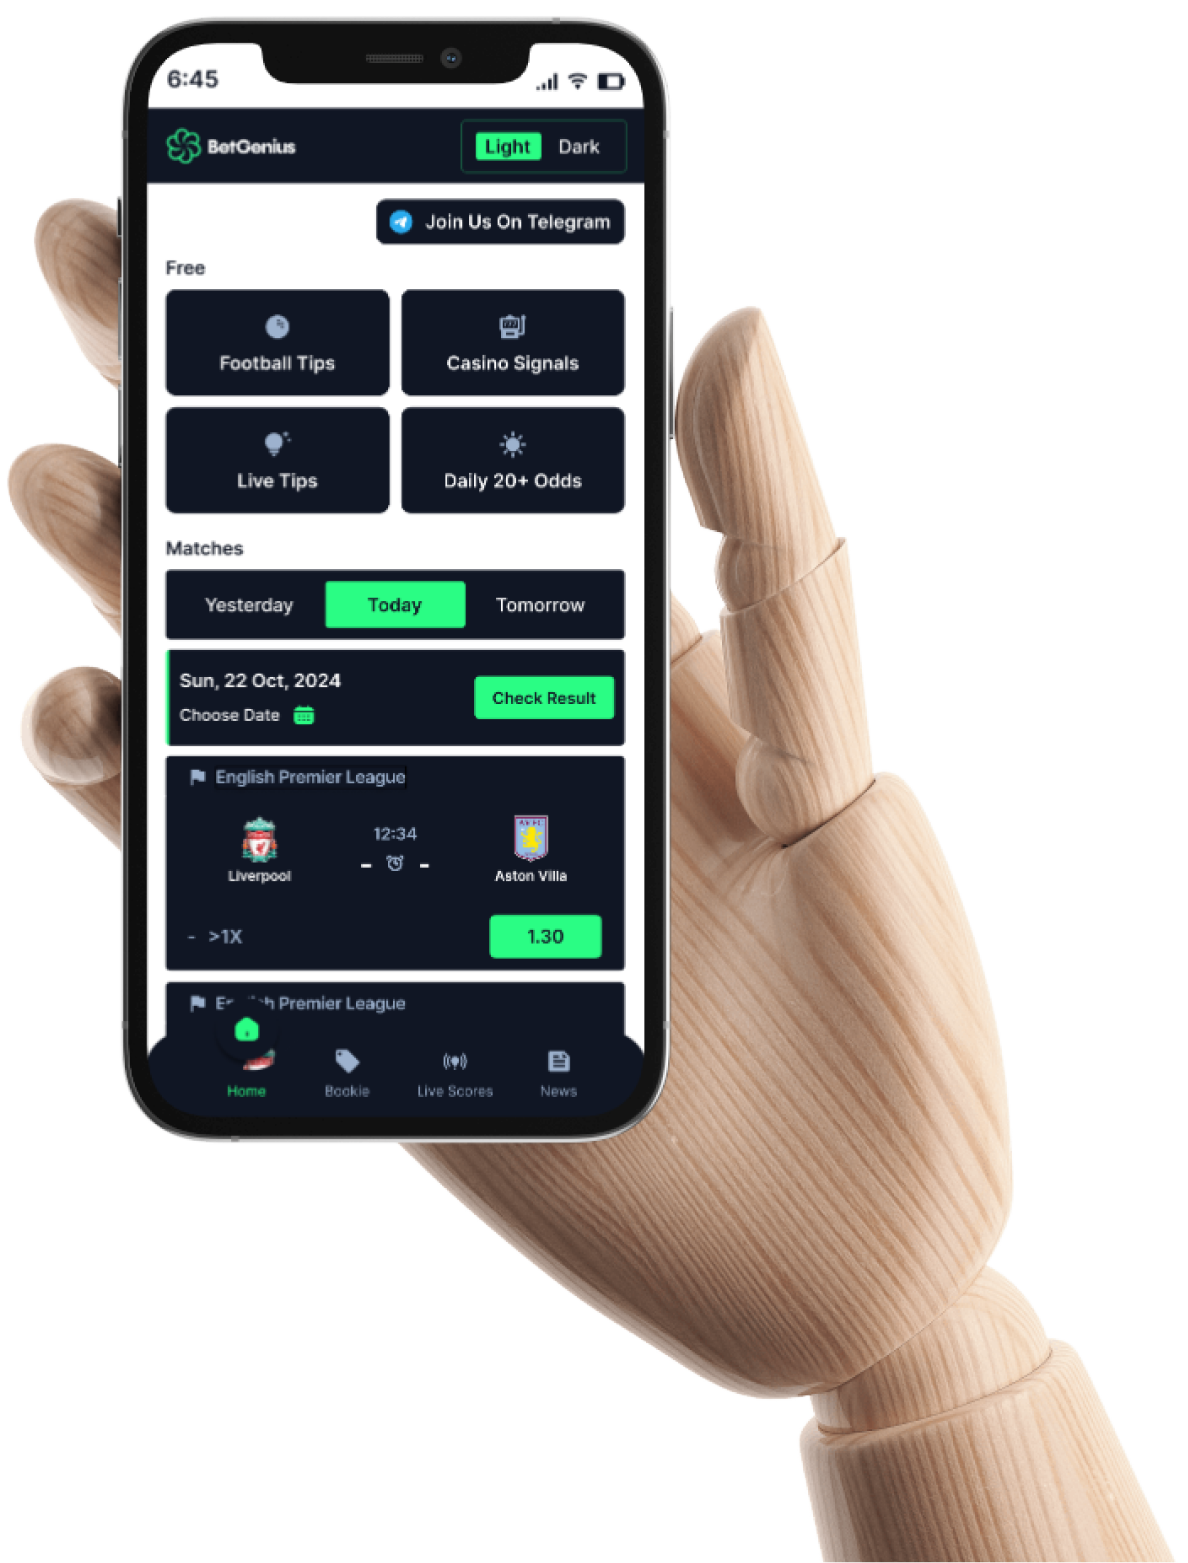 6:45
BetGenius
Light Dark
Join Us On Telegram
Free
Football Tips Casino Signals
Live Tips Daily 20+ Odds
Matches
Yesterday Today Tomorrow
Sun, 22 Oct, 2024
Choose Date
Check Result
English Premier League
12:34
- -
Liverpool Aston Villa
- >1X 1.30
Premier League
Home Bookie Live Scores News